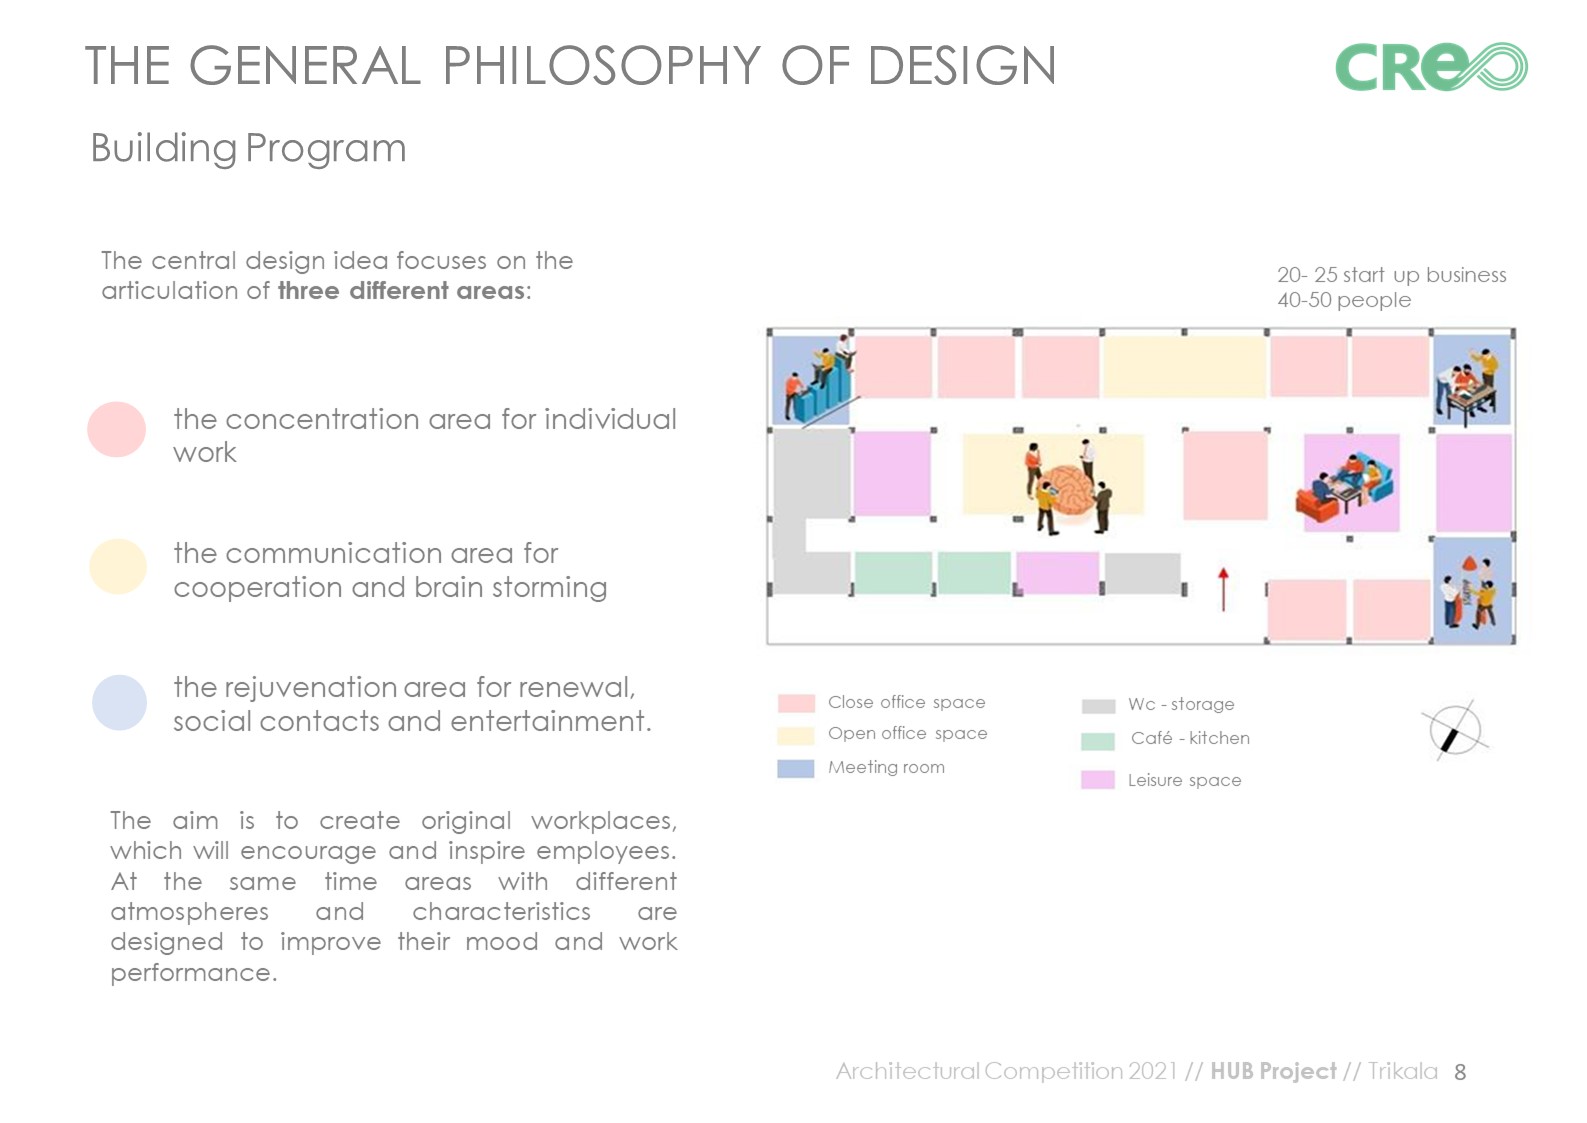 THE GENERAL PHILOSOPHY OF DESIGN
CREO
Building Program
The central design idea focuses on the
articulation of three different areas:
20- 25 start up business
40-50 people
the concentration area for individual
work
the communication area for
cooperation and brain storming
the rejuvenation area for renewal,
social contacts and entertainment.
STARTUP
Close office space
Open office space
Meeting room
Wc - storage
Café - kitchen
Leisure space
The aim is to create original workplaces,
which will encourage and inspire employees.
At the same time areas with different
atmospheres and characteristics are
designed to improve their mood and work
performance.
Architectural Competition 2021 // HUB Project // Trikala 8